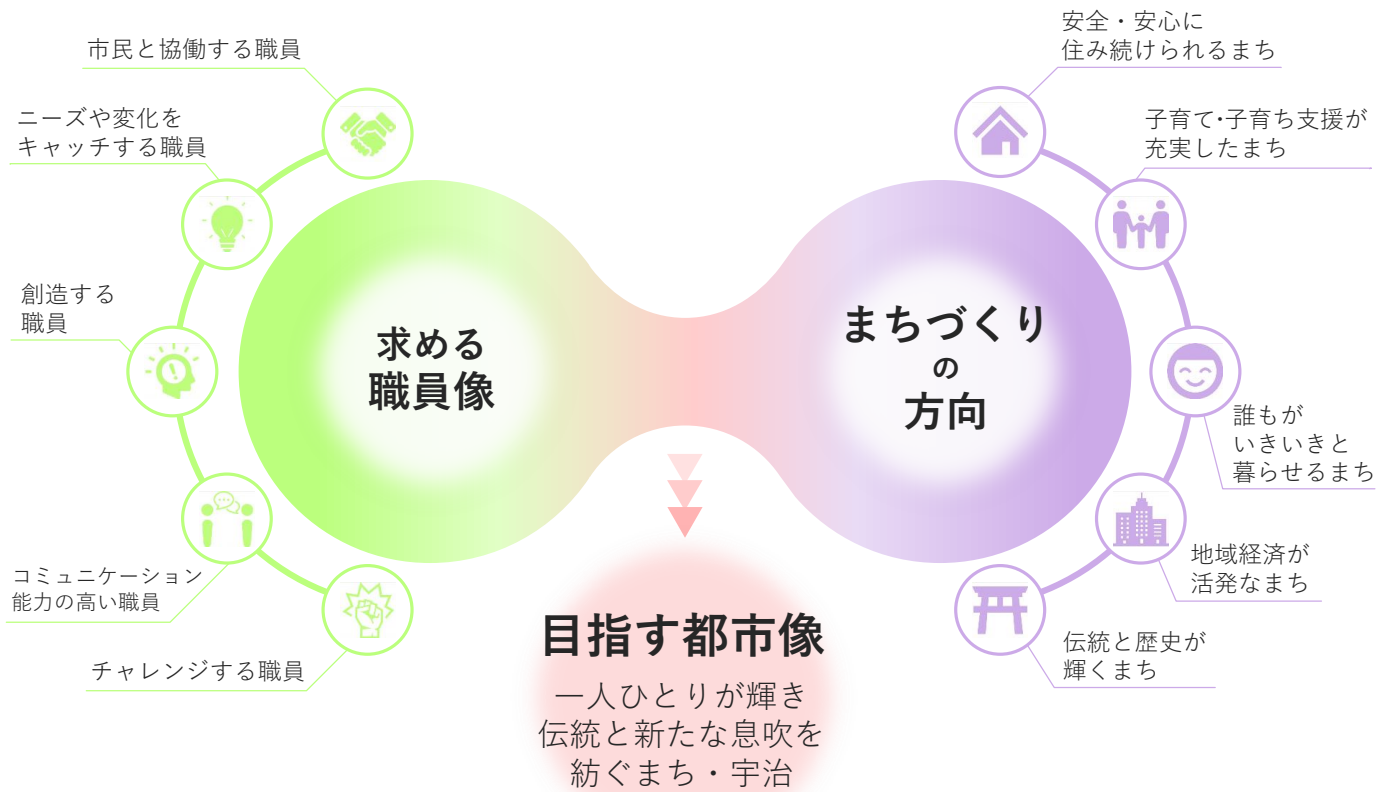 市民と協働する職員
ニーズや変化を
キャッチする職員
創造する
職員
コミュニケーション
能力の高い職員
チャレンジする職員
求める
職員像
まちづくり
の
方向
安全・安心に
住み続けられるまち
子育て・子育ち支援が
充実したまち
誰もが
いきいきと
暮らせるまち
地域経済が
活発なまち
伝統と歴史が
輝くまち
目指す都市像
一人ひとりが輝き
伝統と新たな息吹を
紡ぐまち・宇治